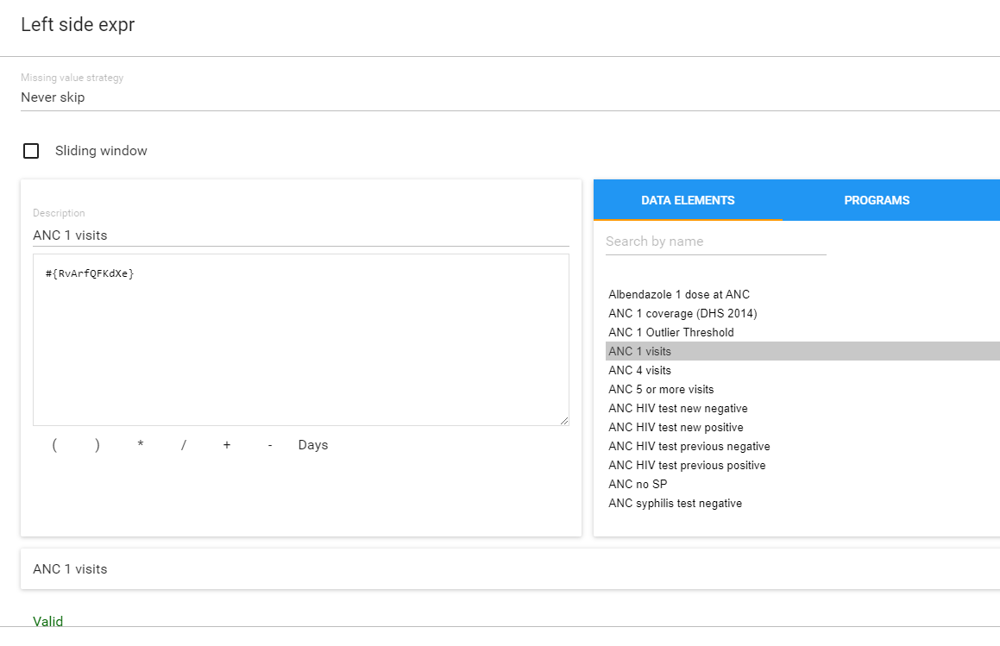 Left side expr
Missing value strategy
Never skip
Sliding window
Description
ANC 1 visits
#{RvArfQFKdXe}
( ) * / + - Days
DATA ELEMENTS PROGRAMS
Search by name
Albendazole 1 dose at ANC
ANC 1 coverage (DHS 2014)
ANC 1 Outlier Threshold
ANC 1 visits
ANC 4 visits
ANC 5 or more visits
ANC HIV test new negative
ANC HIV test new positive
ANC HIV test previous negative
ANC HIV test previous positive
ANC no SP
ANC syphilis test negative
ANC 1 visits
Valid